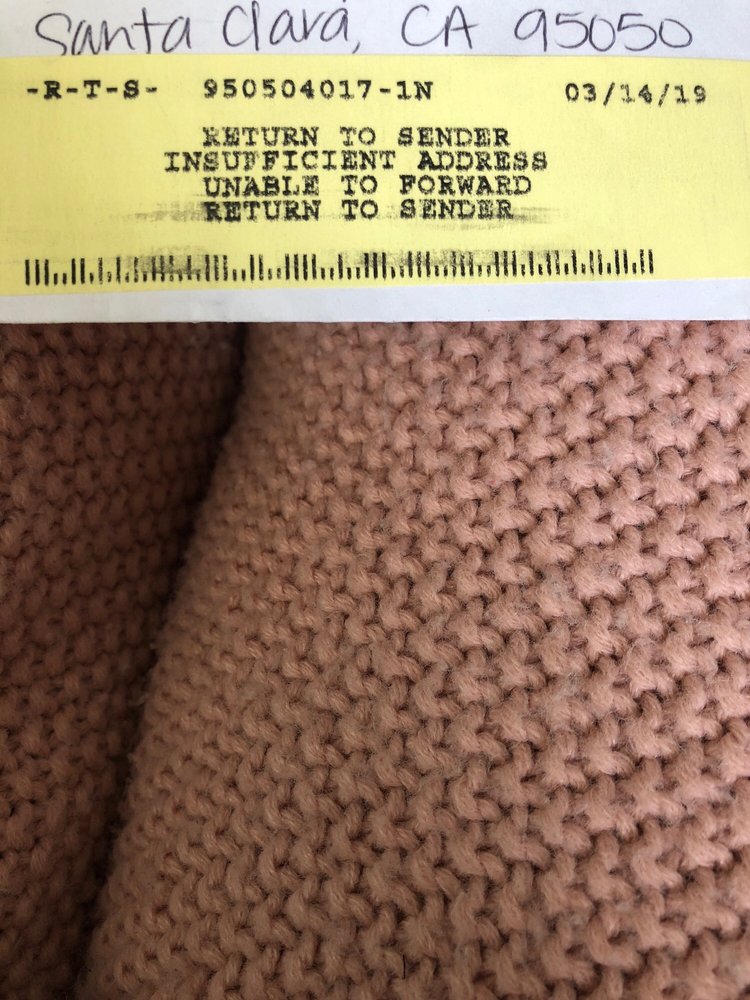 Santa Clara, CA 95050
-R-T-S- 950504017-1N 03/14/19
RETURN TO SENDER
INSUFFICIENT ADDRESS
UNABLE TO FORWARD
RETURN TO SENDER